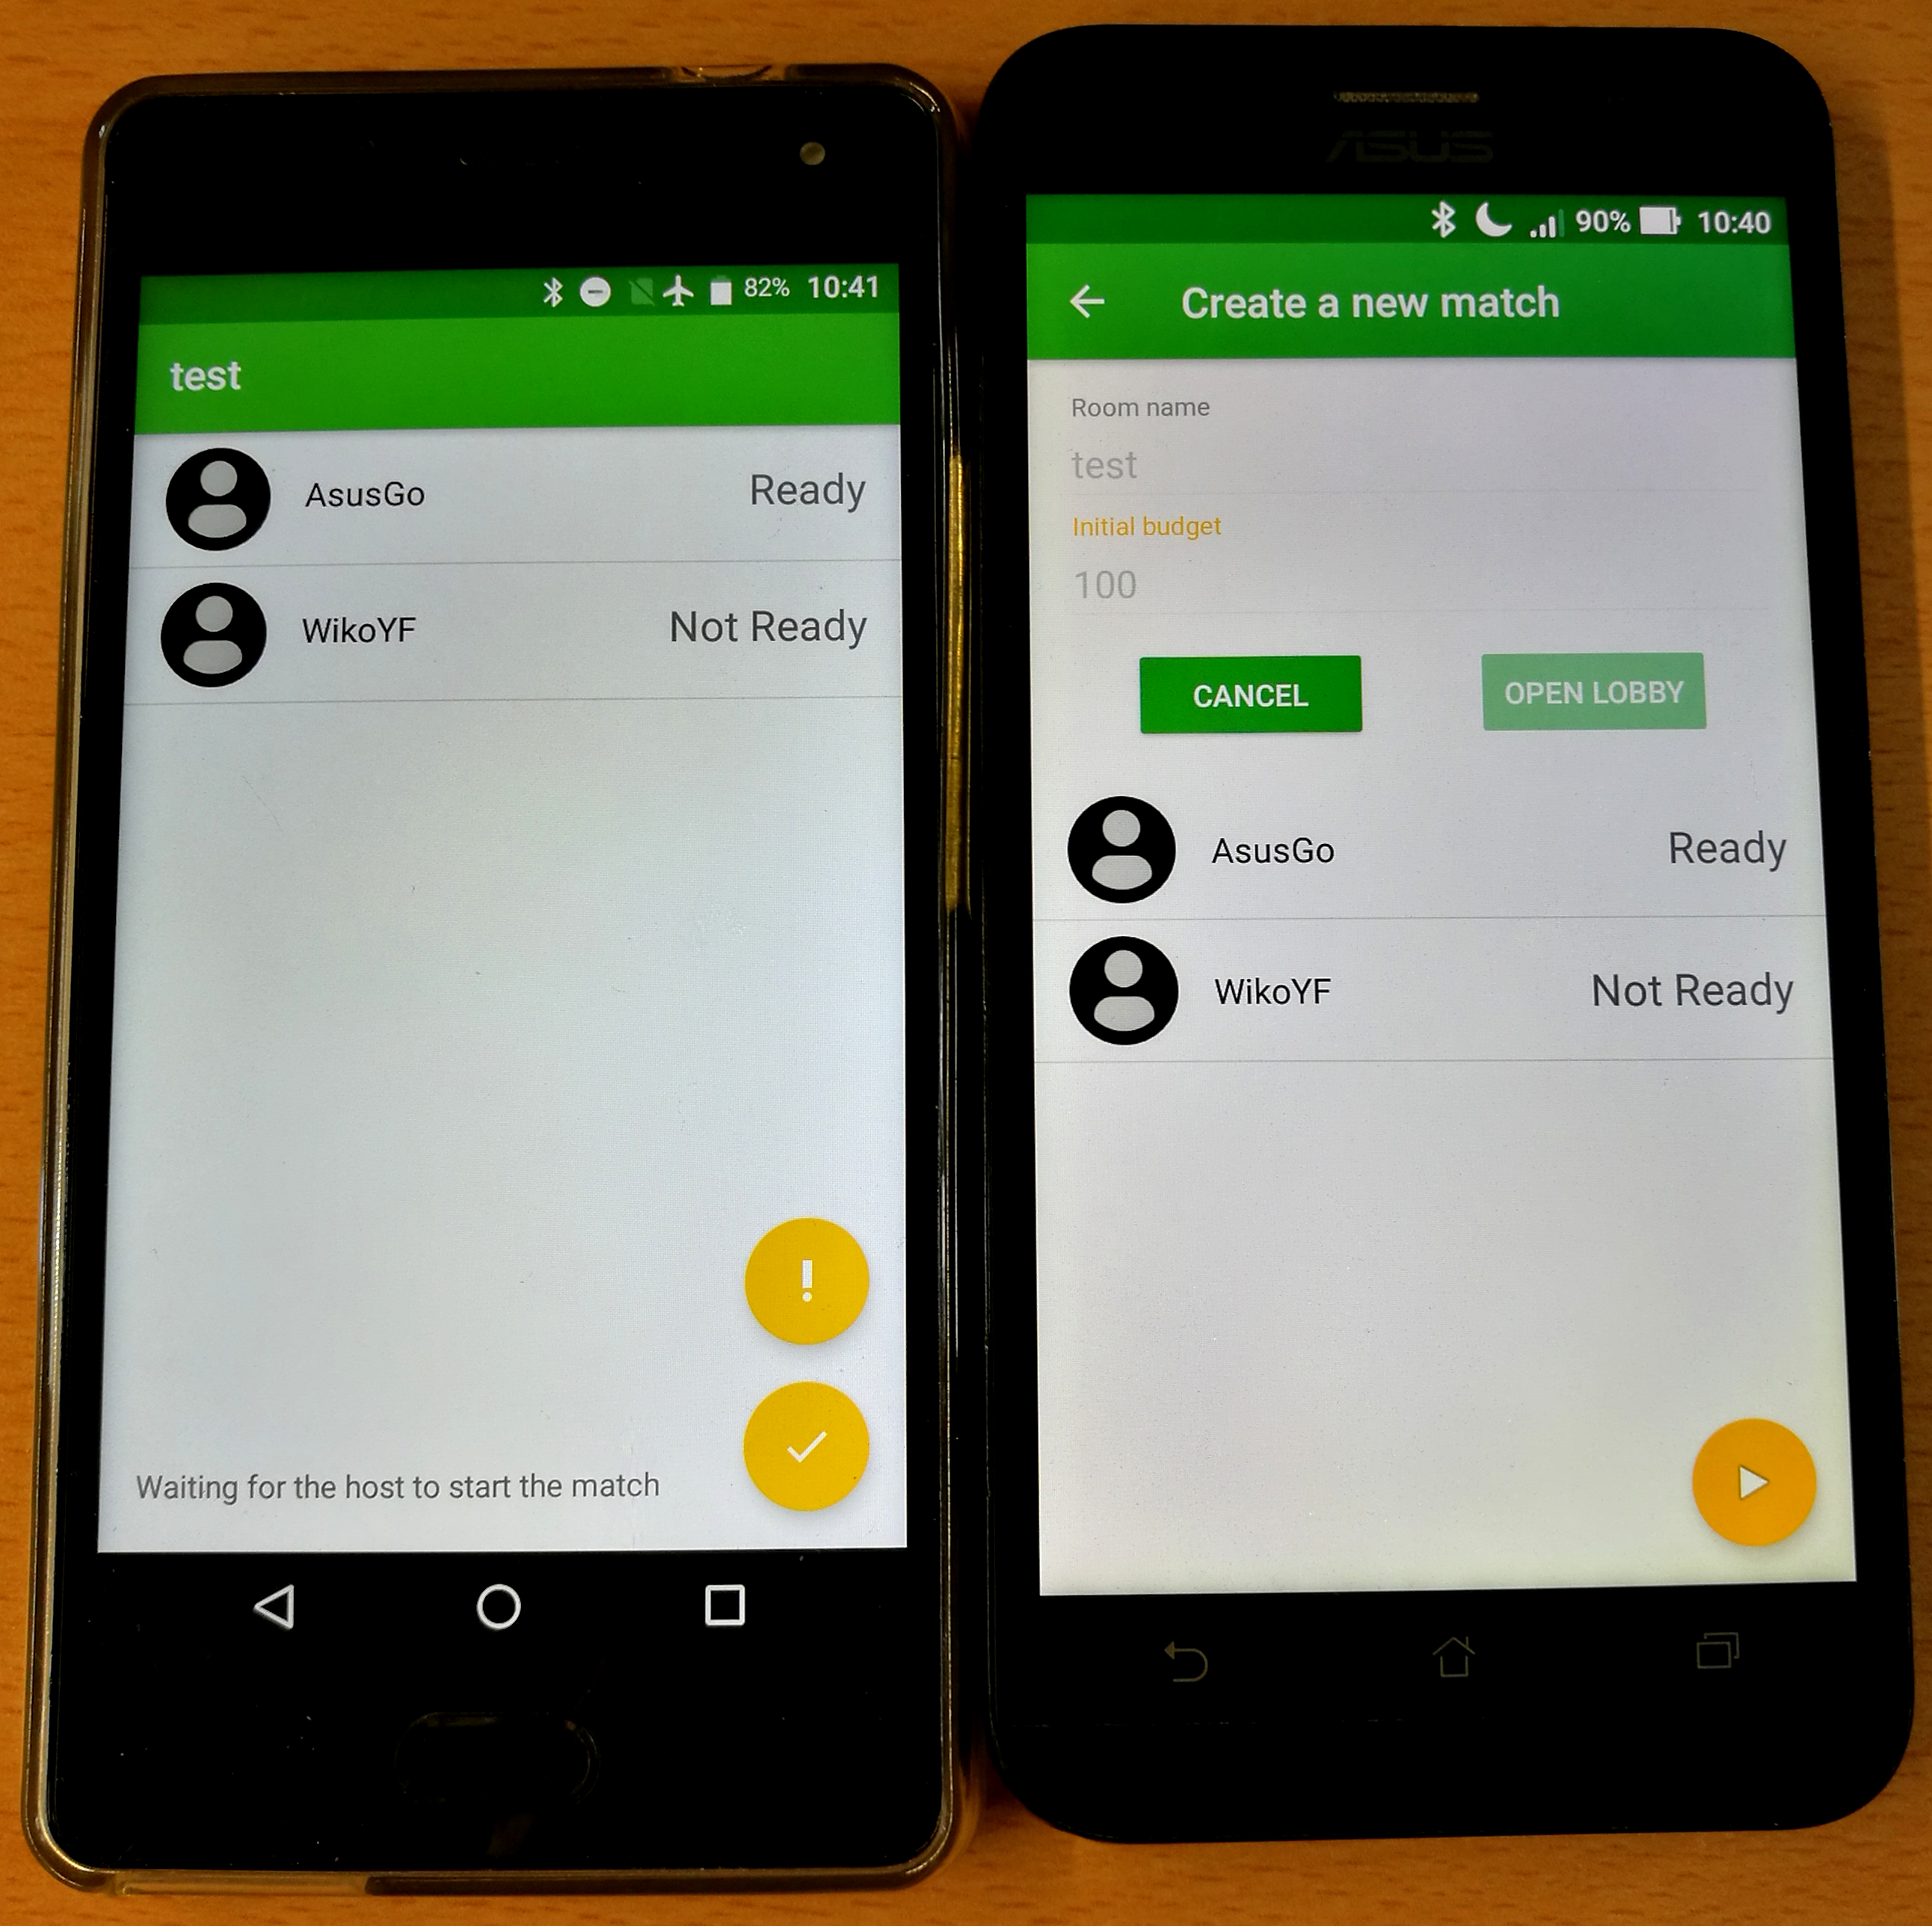 82% 10:41
test
AsusGo Ready
WikoYF Not Ready
Waiting for the host to start the match
ASUS
90% 10:40
Create a new match
Room name
test
Initial budget
100
CANCEL OPEN LOBBY
AsusGo Ready
WikoYF Not Ready